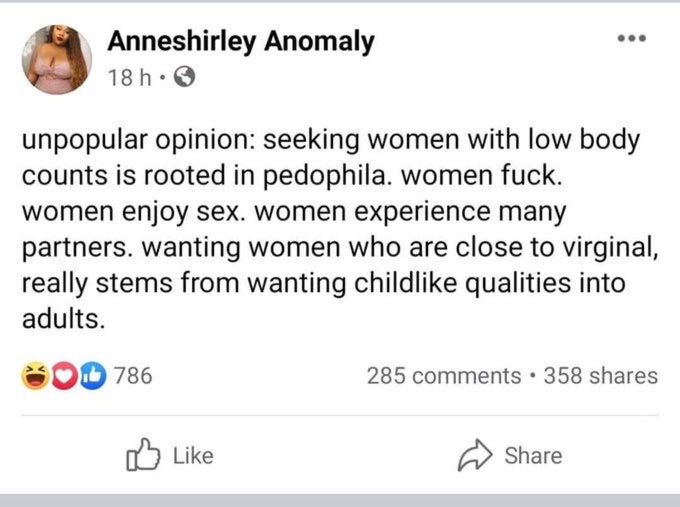 Anneshirley Anomaly
18 h •
unpopular opinion: seeking women with low body
counts is rooted in pedophila. women fuck.
women enjoy sex. women experience many
partners. wanting women who are close to virginal,
really stems from wanting childlike qualities into
adults.
786 285 comments • 358 shares
Like Share